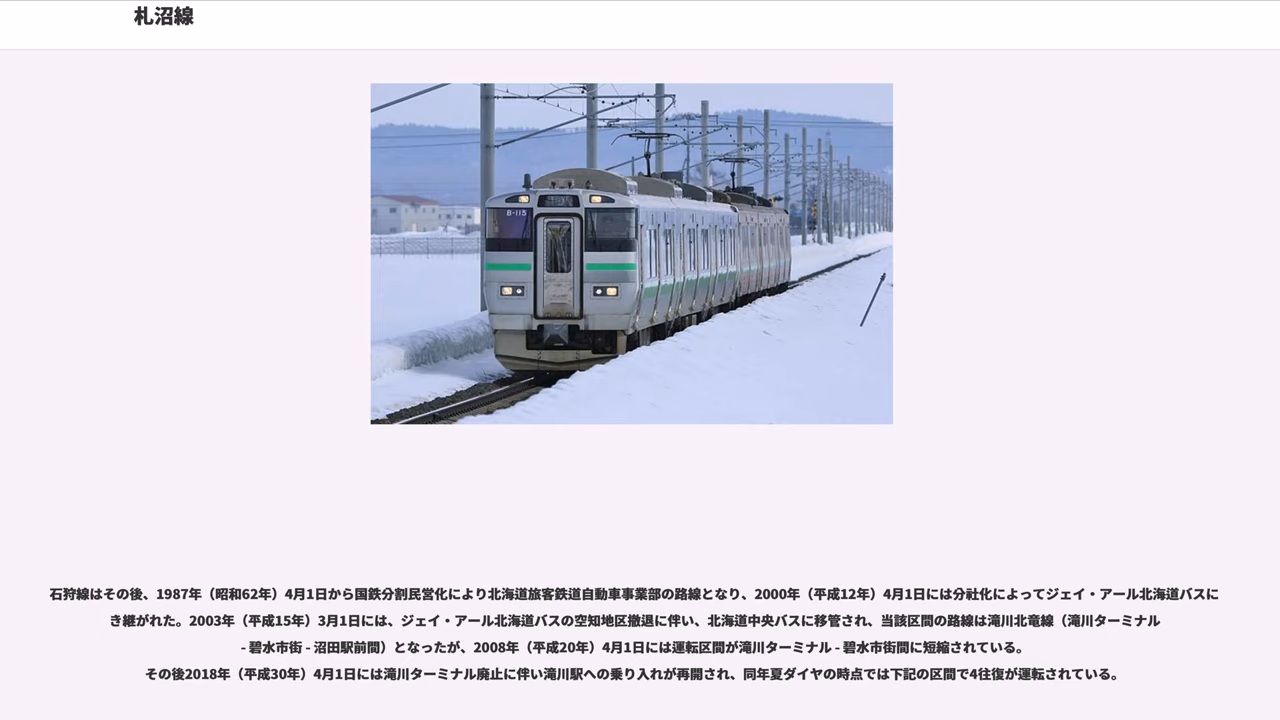 札沼線
B-115
石狩線はその後、1987年（昭和62年）4月1日から国鉄分割民営化により北海道旅客鉄道自動車事業部の路線となり、2000年（平成12年）4月1日には分社化によってジェイ・アール北海道バスに
き継がれた。2003年（平成15年）3月1日には、ジェイ・アール北海道バスの空知地区撤退に伴い、北海道中央バスに移管され、当該区間の路線は滝川北竜線（滝川ターミナル
- 碧水市街 - 沼田駅前間）となったが、2008年（平成20年）4月1日には運転区間が滝川ターミナル - 碧水市街間に短縮されている。
その後2018年（平成30年）4月1日には滝川ターミナル廃止に伴い滝川駅への乗り入れが再開され、同年夏ダイヤの時点では下記の区間で4往復が運転されている。